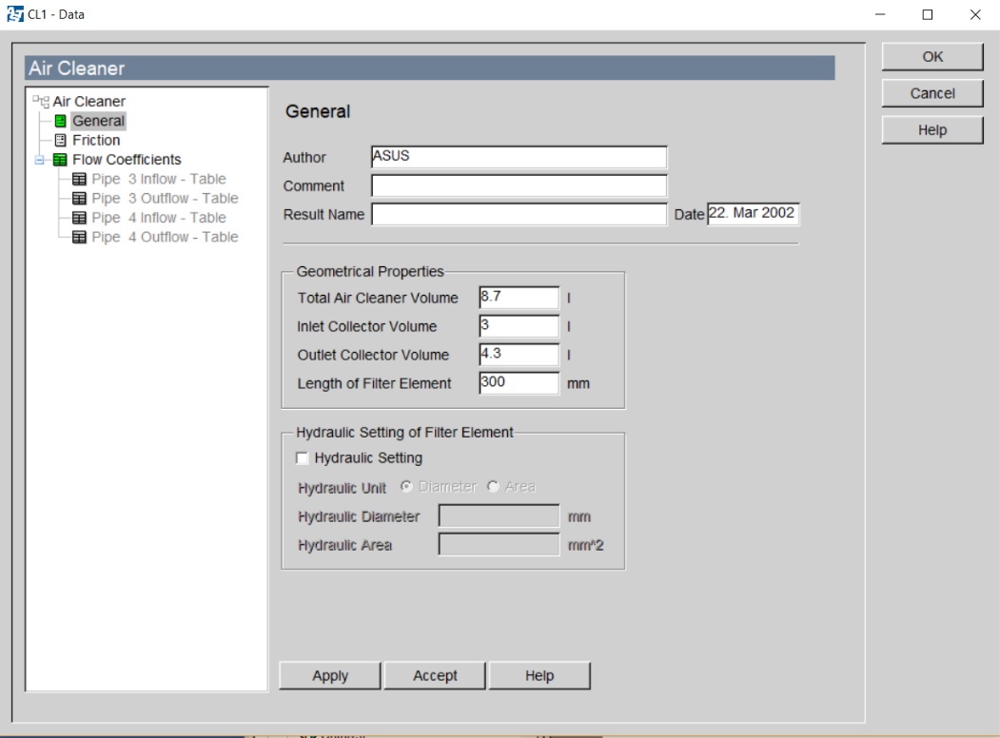 CL1 - Data
OK
Air Cleaner
Cancel
Air Cleaner
General
General
Help
Friction
Flow Coefficients
Author ASUS
Pipe 3 Inflow - Table
Comment
Pipe 3 Outflow - Table
Result Name Date 22. Mar 2002
Pipe 4 Inflow - Table
Pipe 4 Outflow - Table
Geometrical Properties
Total Air Cleaner Volume 8.7 l
Inlet Collector Volume 3 l
Outlet Collector Volume 4.3 l
Length of Filter Element 300 mm
Hydraulic Setting of Filter Element
Hydraulic Setting
Hydraulic Unit Diameter Area
Hydraulic Diameter mm
Hydraulic Area mm^2
Apply Accept Help